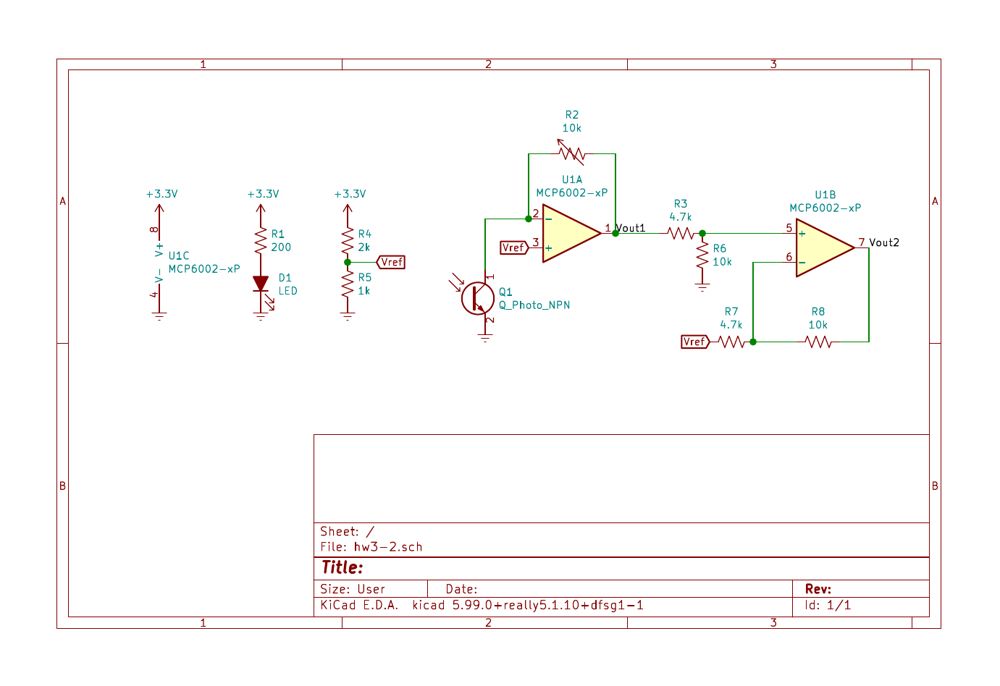 1
2
3
A
A
B
B
+3.3V
8
V+
V-
4
U1C
MCP6002-xP
+3.3V
R1
200
D1
LED
+3.3V
R4
2k
Vref
R5
1k
R2
10k
U1A
MCP6002-xP
2
-
3
+
1
Vout1
Vref
1
2
Q1
Q_Photo_NPN
R3
4.7k
R6
10k
U1B
MCP6002-xP
5
+
6
-
7
Vout2
R7
4.7k
Vref
R8
10k
Sheet: /
File: hw3-2.sch
Title:
Size: User
Date:
Rev:
KiCad E.D.A. kicad 5.99.0+really5.1.10+dfsg1-1
Id: 1/1
1
2
3